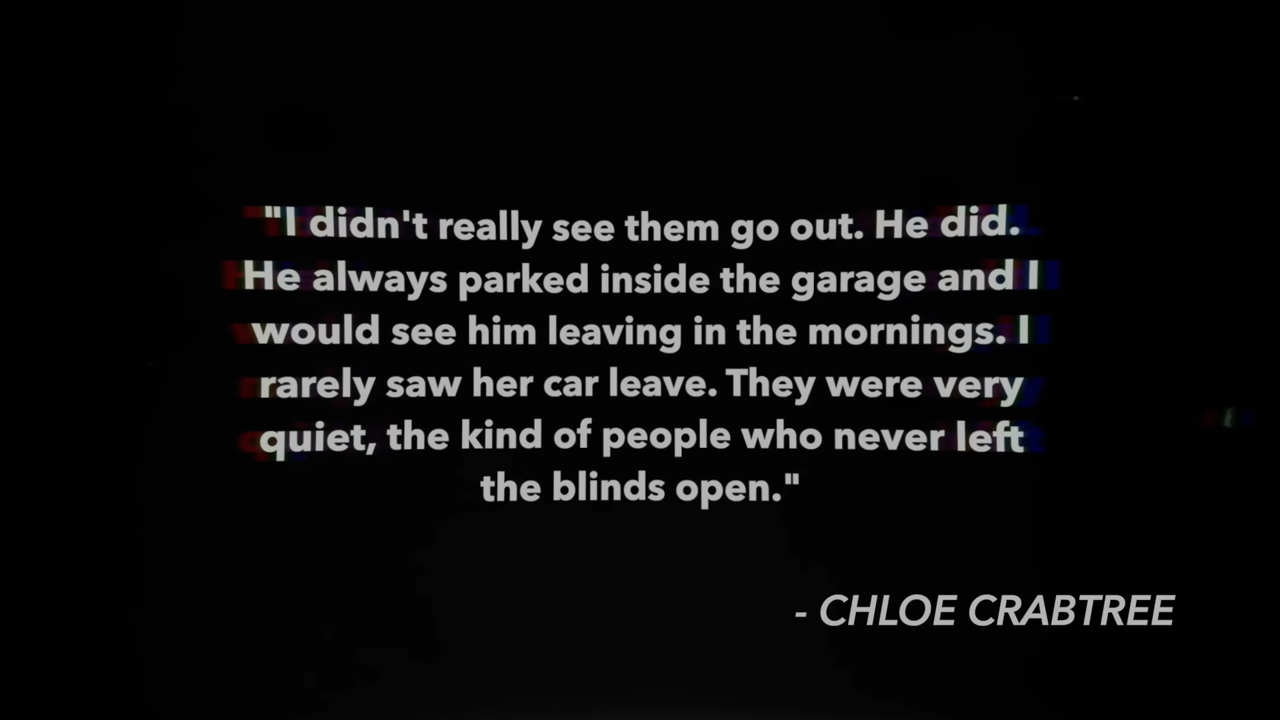 "I didn't really see them go out. He did.
He always parked inside the garage and I
would see him leaving in the mornings. I
rarely saw her car leave. They were very
quiet, the kind of people who never left
the blinds open."
- CHLOE CRABTREE